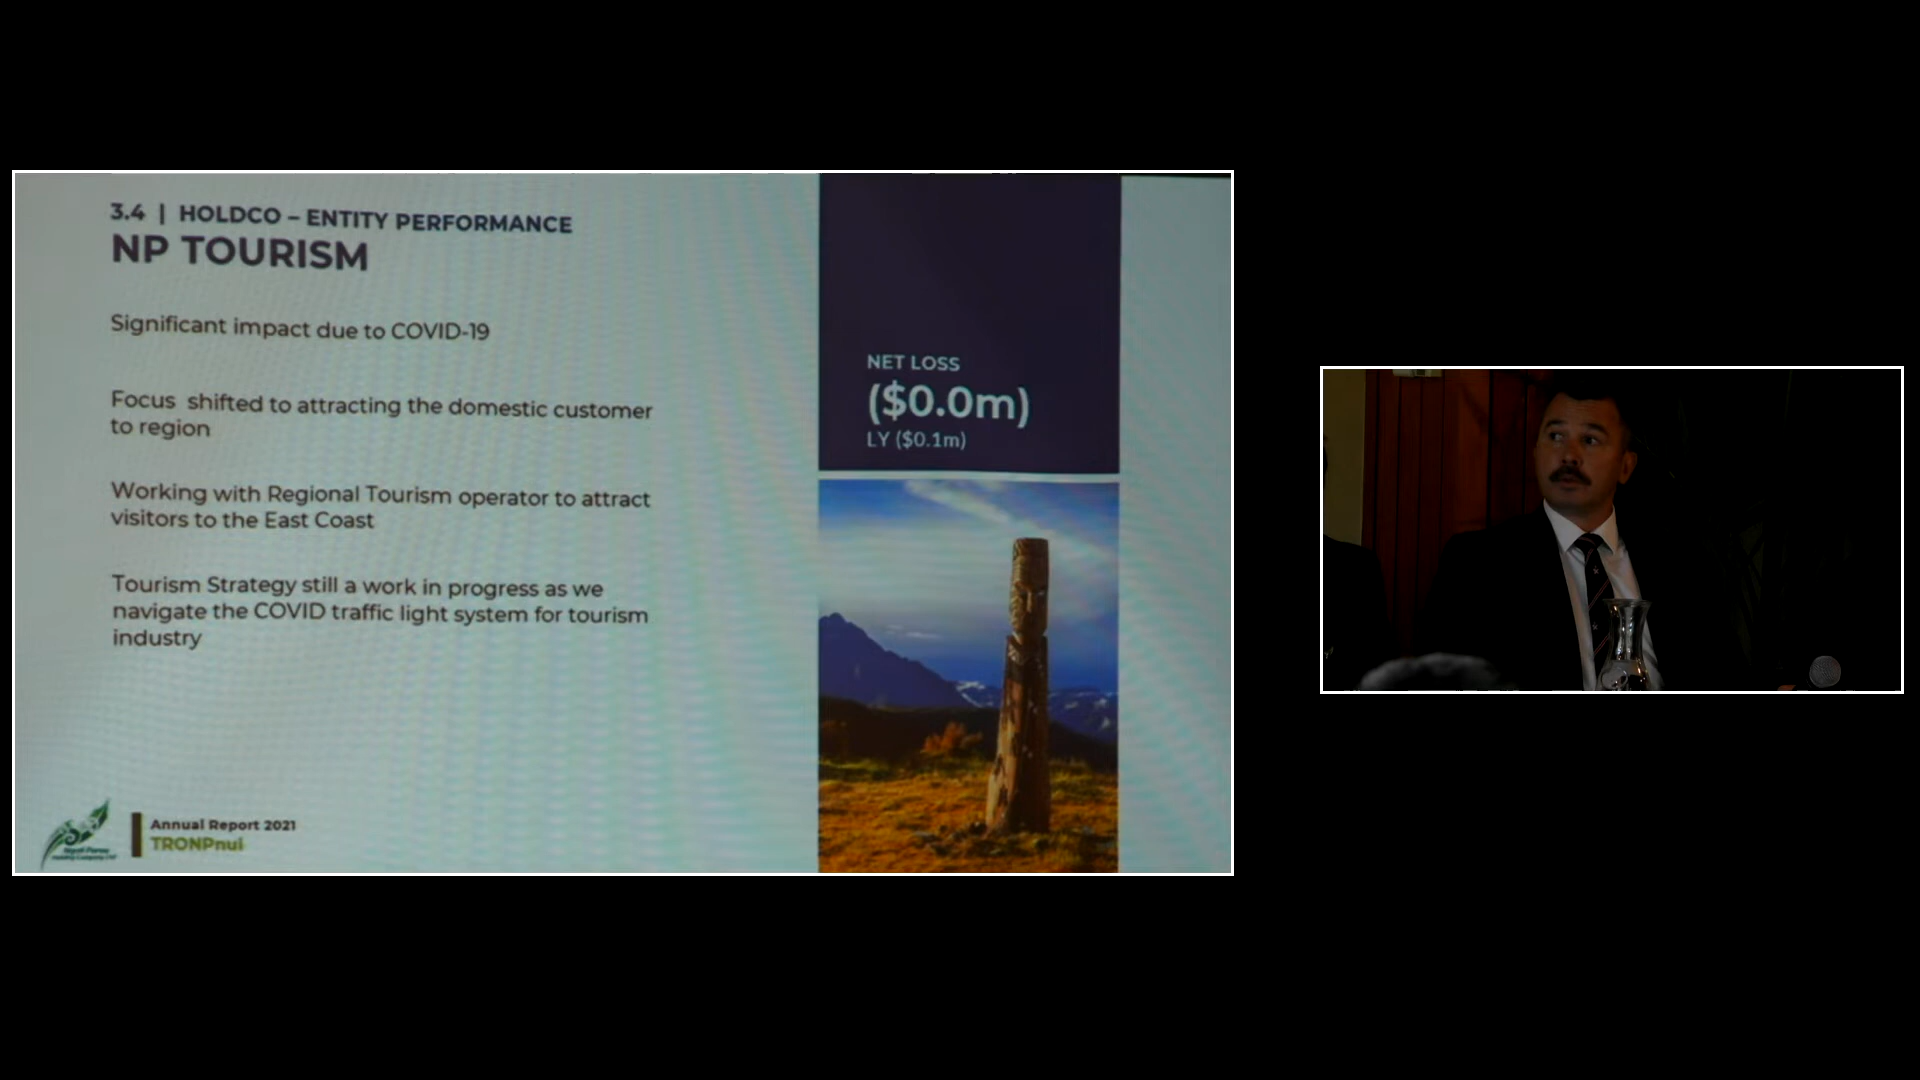 3.4 | HOLDCO – ENTITY PERFORMANCE
NP TOURISM
Significant impact due to COVID-19
Focus shifted to attracting the domestic customer
to region
Working with Regional Tourism operator to attract
visitors to the East Coast
Tourism Strategy still a work in progress as we
navigate the COVID traffic light system for tourism
industry
NET LOSS
($0.0m)
LY ($0.1m)
Annual Report 2021
TRONPnui